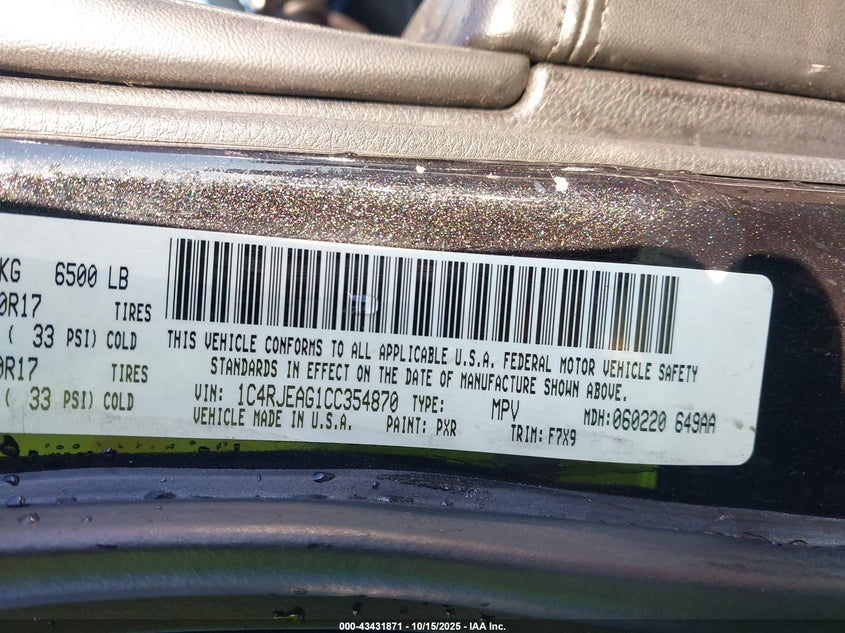 KG 6500 LB
0R17 TIRES
( 33 PSI) COLD
0R17 TIRES
( 33 PSI) COLD
THIS VEHICLE CONFORMS TO ALL APPLICABLE U.S.A. FEDERAL MOTOR VEHICLE SAFETY
STANDARDS IN EFFECT ON THE DATE OF MANUFACTURE SHOWN ABOVE.
VIN: 1C4RJEAG1CC354870 TYPE: MPV MDH:060220 649AA
VEHICLE MADE IN U.S.A. PAINT: PXR TRIM: F7X9
000-43431871 - 10/15/2025 - IAA Inc.